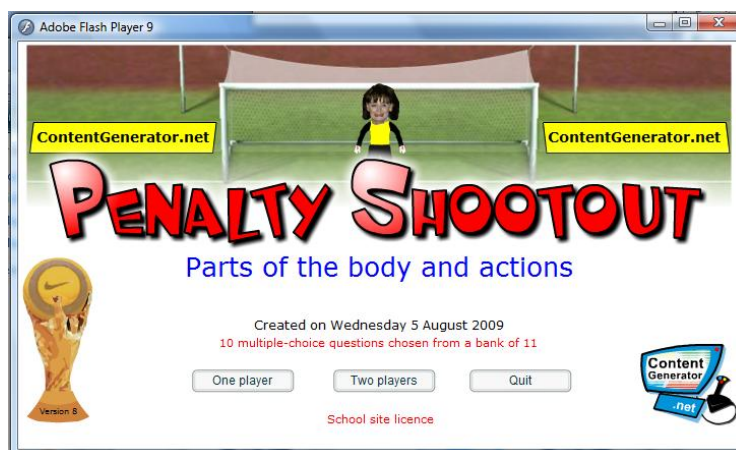 Adobe Flash Player 9
ContentGenerator.net
ContentGenerator.net
PENALTY SHOOTOUT
Parts of the body and actions
Created on Wednesday 5 August 2009
10 multiple-choice questions chosen from a bank of 11
One player
Two players
Quit
Version 8
Content
Generator
.net
School site licence